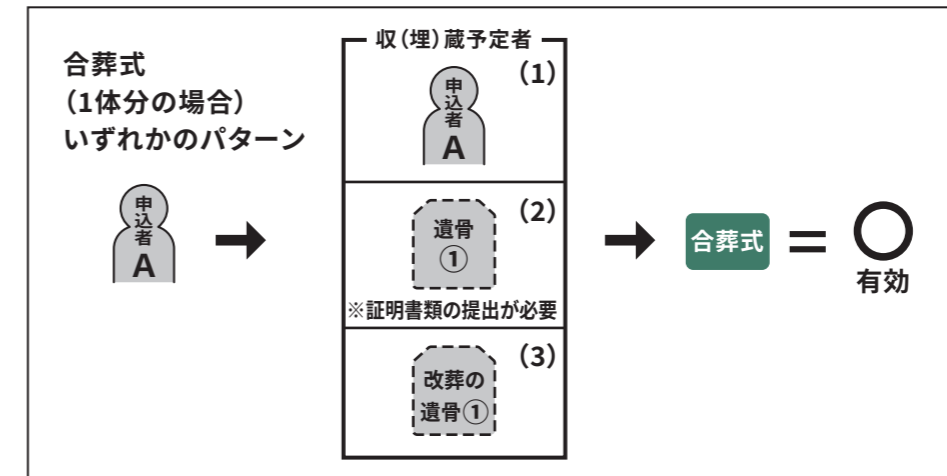 合葬式
（1体分の場合）
いずれかのパターン
申込者
A
収（埋）蔵予定者
（1）
申込者
A
（2）
遺骨
①
※証明書類の提出が必要
（3）
改葬の
遺骨①
合葬式
＝
有効